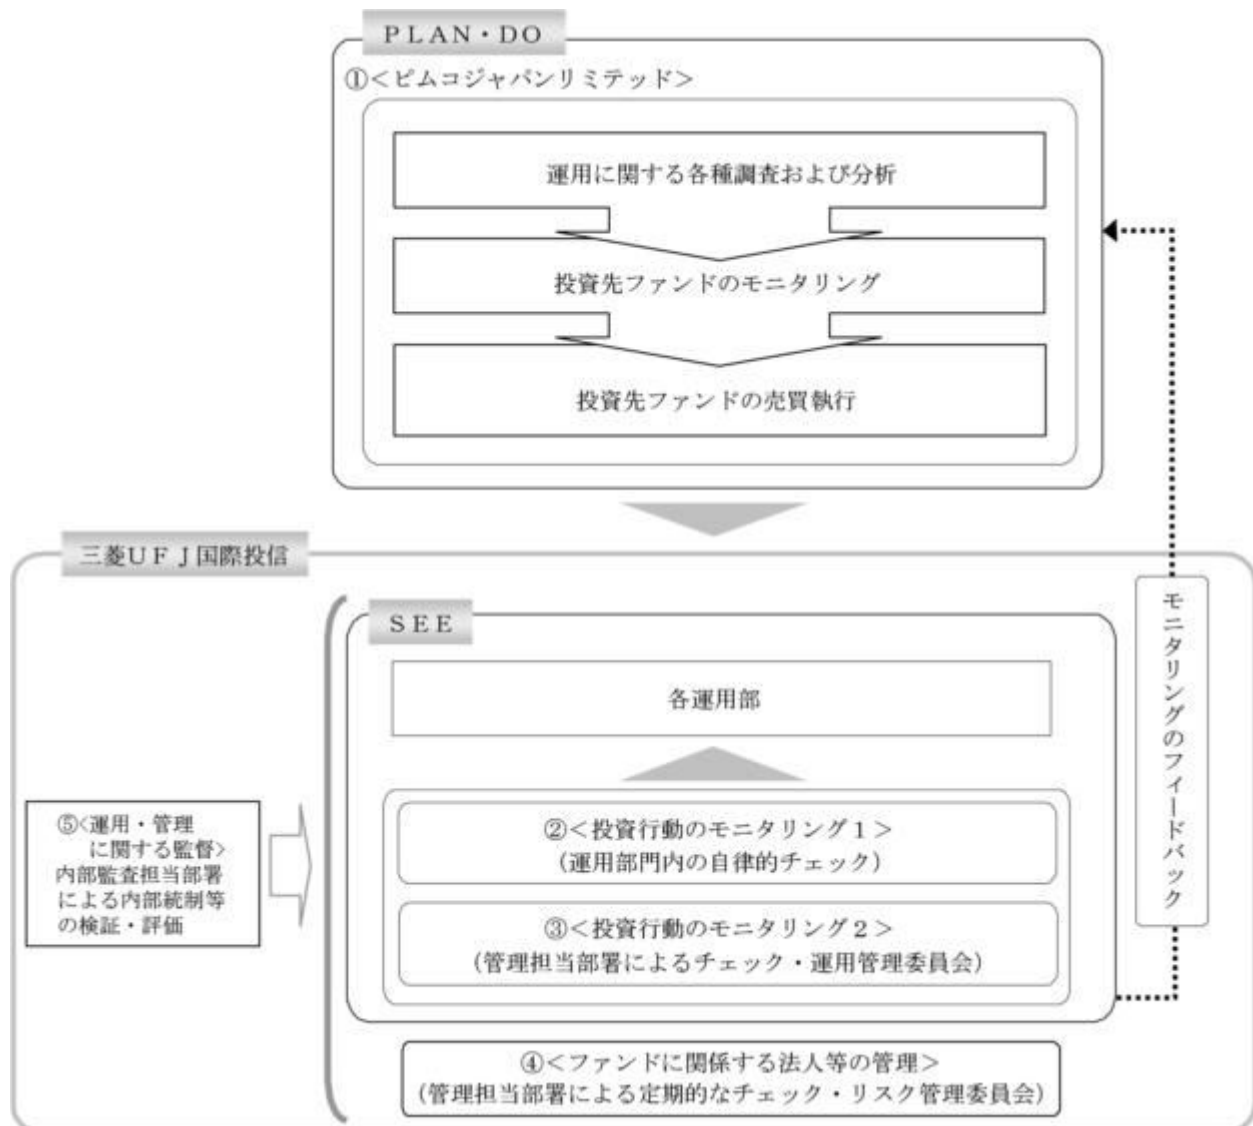 ＰＬＡＮ・ＤＯ
①＜ピムコジャパンリミテッド＞
運用に関する各種調査および分析
投資先ファンドのモニタリング
投資先ファンドの売買執行
三菱ＵＦＪ国際投信
ＳＥＥ
各運用部
②＜投資行動のモニタリング１＞
（運用部門内の自律的チェック）
③＜投資行動のモニタリング２＞
（管理担当部署によるチェック・運用管理委員会）
④＜ファンドに関係する法人等の管理＞
（管理担当部署による定期的なチェック・リスク管理委員会）
⑤<運用・管理
に関する監督>
内部監査担当部署
による内部統制等
の検証・評価
モニタリングのフィードバック